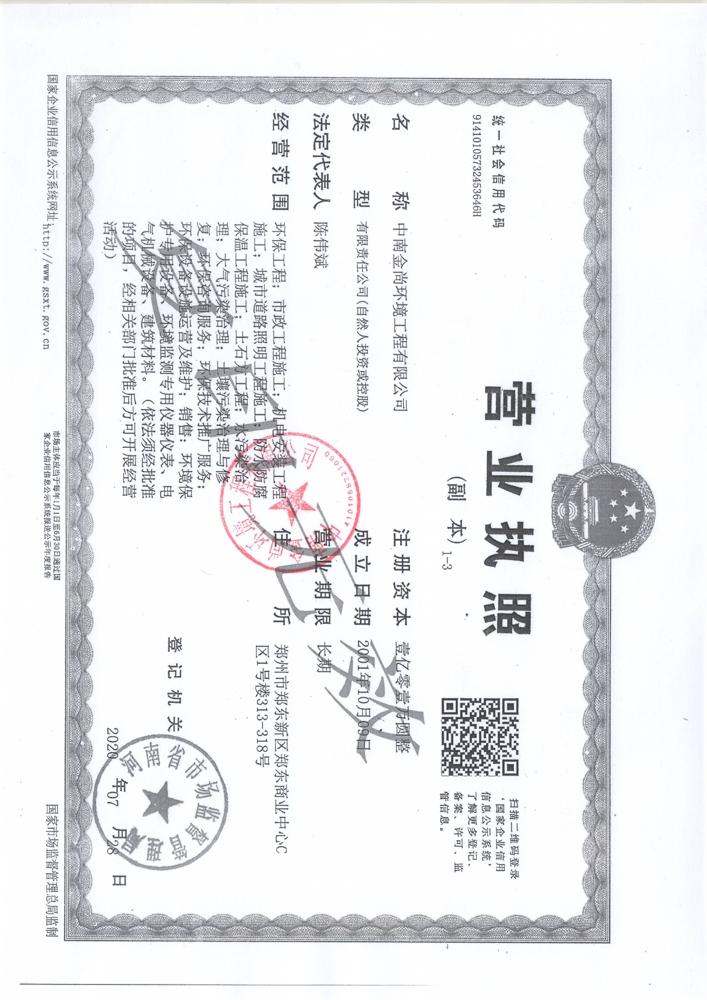 统一社会信用代码
91410105732453646H
营业执照
(副 本) 1-3
扫描二维码登录
‘国家企业信用
信息公示系统’
了解更多登记、
备案、许可、监
管信息。
名 称 中南金尚环境工程有限公司
类 型 有限责任公司(自然人投资或控股)
法定代表人 陈伟斌
经营范围 环保工程；市政工程施工；机电安装工程
施工；城市道路照明工程施工；防水防腐
保温工程施工；土石方工程；水污染治
理；大气污染治理；土壤污染治理与修
复；环保咨询服务；环保技术推广服务；
环保设备设施运营及维护；销售：环境保
护专用设备、环境监测专用仪器仪表、电
气机械设备、建筑材料。（依法须经批准
的项目，经相关部门批准后方可开展经营
活动）
注册资本 壹亿零壹万圆整
成立日期 2001年10月09日
营业期限 长期
住 所 郑州市郑东新区郑东商业中心C
区1号楼313-318号
登记机关
河南省市场监督管理局
2020 年07 月28 日
国家企业信用信息公示系统网址：http://www.gsxt.gov.cn
市场主体应当于每年1月1日至6月30日通过国
家企业信用信息公示系统报送公示年度报告
国家市场监督管理总局监制